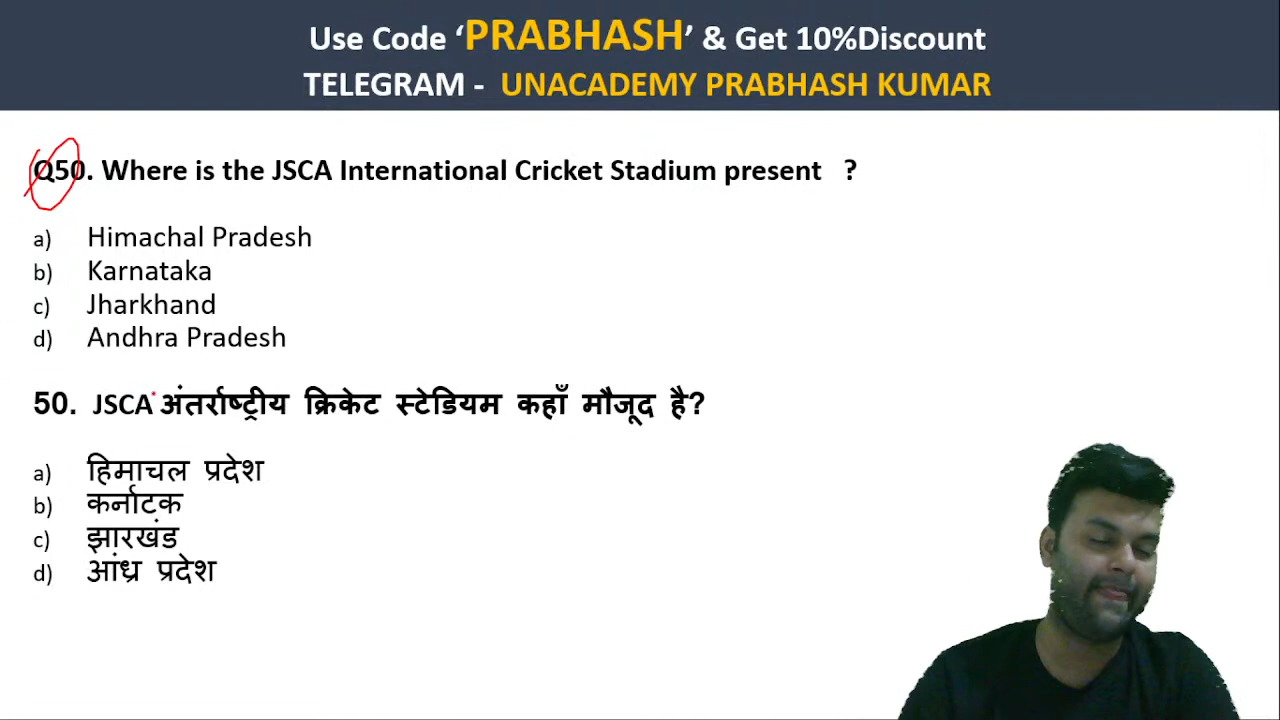 Use Code ‘PRABHASH’ & Get 10%Discount
TELEGRAM - UNACADEMY PRABHASH KUMAR
Q50. Where is the JSCA International Cricket Stadium present ?
a) Himachal Pradesh
b) Karnataka
c) Jharkhand
d) Andhra Pradesh
50. JSCA अंतर्राष्ट्रीय क्रिकेट स्टेडियम कहाँ मौजूद है?
a) हिमाचल प्रदेश
b) कर्नाटक
c) झारखंड
d) आंध्र प्रदेश